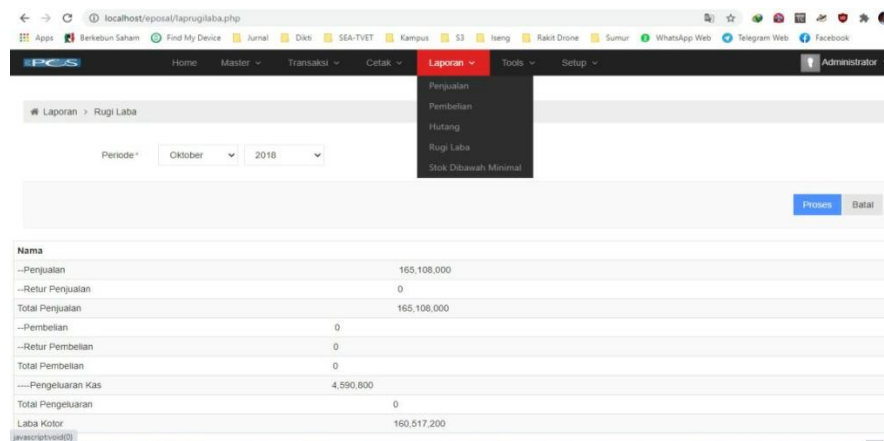 localhost/eposal/laprugilaba.php
Apps Berkebun Saham Find My Device Jurnal Dikti SEA-TVET Kampus S3 Iseng Rakit Drone Sumur WhatsApp Web Telegram Web Facebook
Home Master Transaksi Cetak Laporan Tools Setup Administrator
Penjualan
Pembelian
Hutang
Rugi Laba
Stok Dibawah Minimal
Laporan > Rugi Laba
Periode* Oktober 2018
Proses Batal
Nama
--Penjualan 165,108,000
--Retur Penjualan 0
Total Penjualan 165,108,000
--Pembelian 0
--Retur Pembelian 0
Total Pembelian 0
----Pengeluaran Kas 4,590,800
Total Pengeluaran 0
Laba Kotor 160,517,200
javascript:void(0)